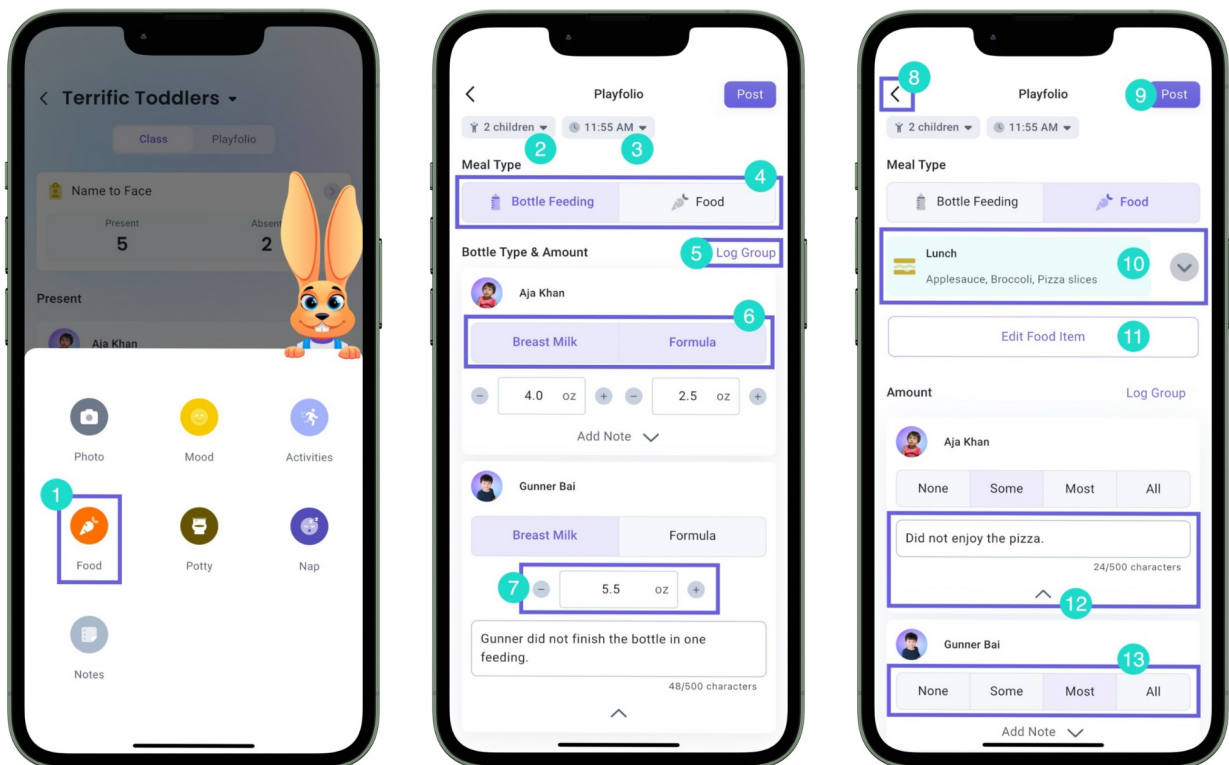 Terrific Toddlers
Class Playfolio
Name to Face
Present Absent
5 2
Present
Aja Khan
Photo Mood Activities
1
Food Potty Nap
Notes
Playfolio Post
2 children 11:55 AM
2 3
Meal Type
4
Bottle Feeding Food
Bottle Type & Amount 5 Log Group
Aja Khan
6
Breast Milk Formula
4.0 oz 2.5 oz
Add Note
Gunner Bai
Breast Milk Formula
7 5.5 oz
Gunner did not finish the bottle in one
feeding.
48/500 characters
8
Playfolio 9 Post
2 children 11:55 AM
Meal Type
Bottle Feeding Food
Lunch
10
Applesauce, Broccoli, Pizza slices
Edit Food Item 11
Amount Log Group
Aja Khan
None Some Most All
Did not enjoy the pizza.
24/500 characters
12
Gunner Bai
13
None Some Most All
Add Note